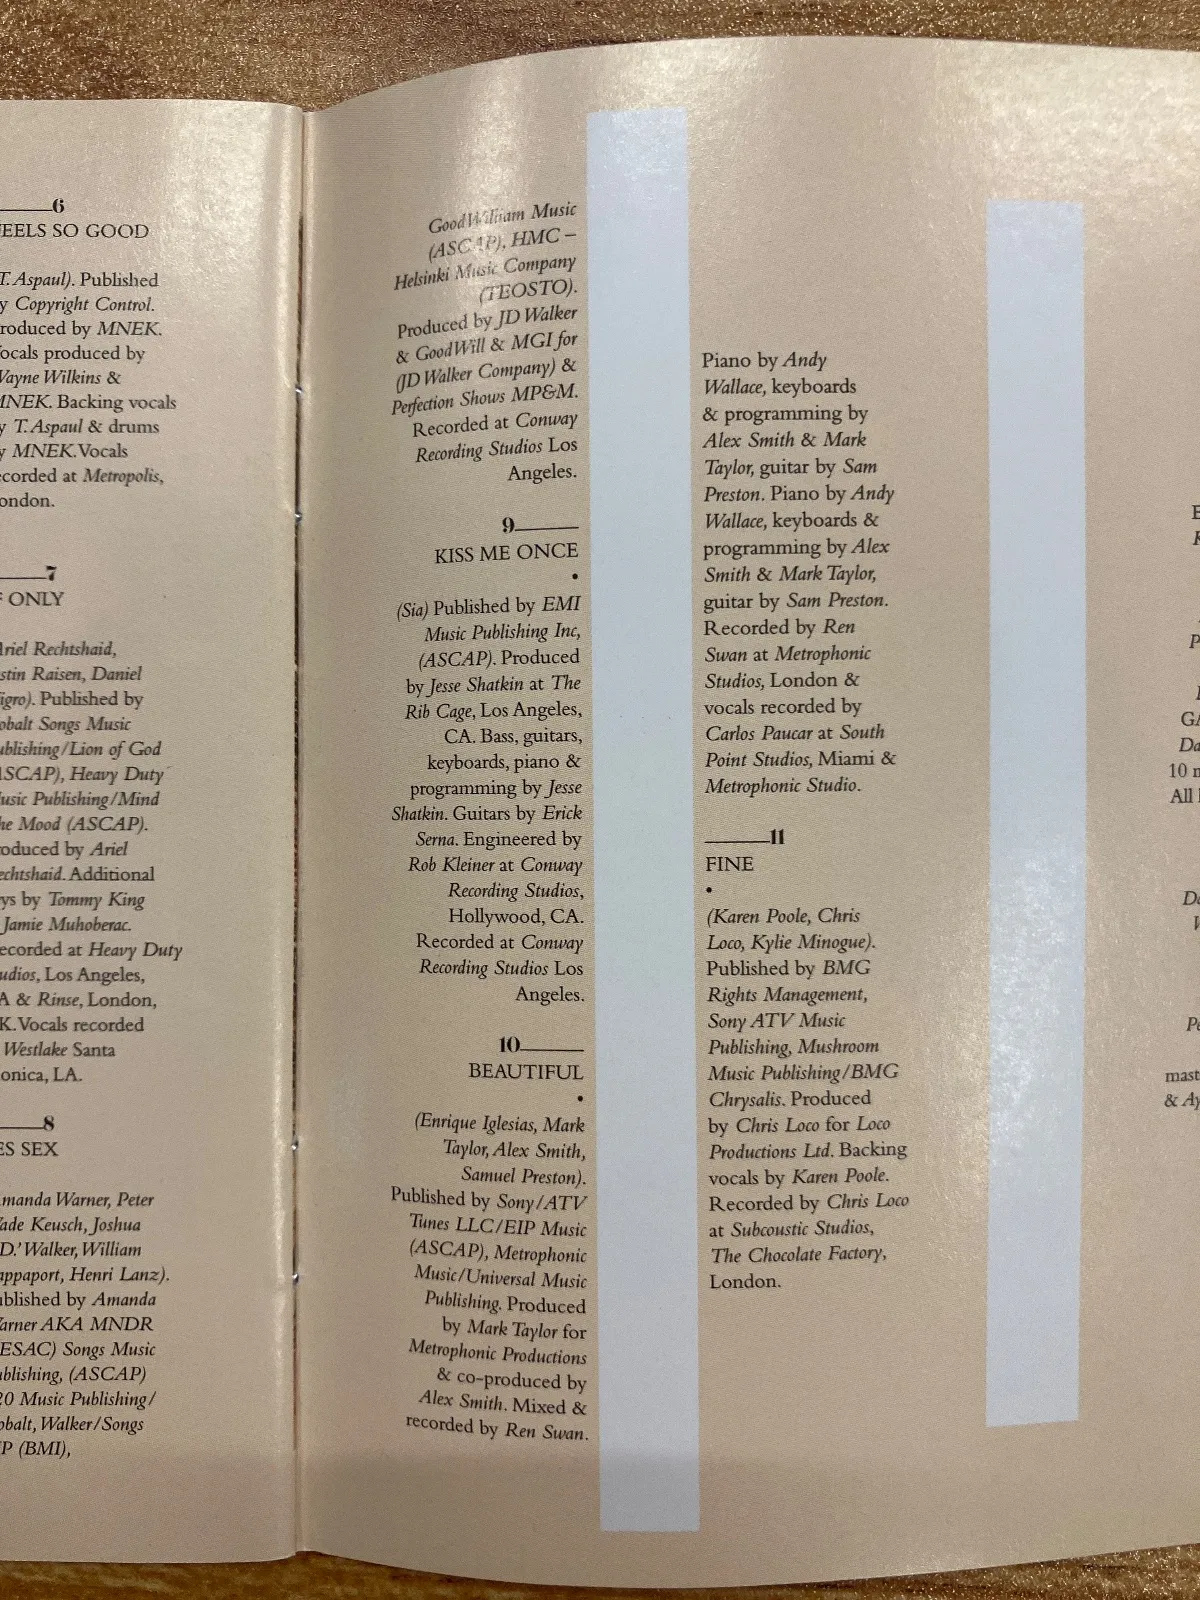 6
EELS SO GOOD
T. Aspaul). Published
y Copyright Control.
roduced by MNEK.
ocals produced by
Wayne Wilkins &
MNEK. Backing vocals
y T. Aspaul & drums
y MNEK. Vocals
ecorded at Metropolis,
ondon.
7
ONLY
Ariel Rechtshaid,
stin Raisen, Daniel
igro). Published by
obalt Songs Music
ublishing/Lion of God
ASCAP), Heavy Duty
Music Publishing/Mind
he Mood (ASCAP).
roduced by Ariel
echtshaid. Additional
ys by Tommy King
Jamie Muhoberac.
ecorded at Heavy Duty
udios, Los Angeles,
A & Rinse, London,
K. Vocals recorded
Westlake Santa
onica, LA.
8
ES SEX
manda Warner, Peter
ade Keusch, Joshua
D.' Walker, William
appaport, Henri Lanz).
ublished by Amanda
arner AKA MNDR
ESAC) Songs Music
ublishing, (ASCAP)
20 Music Publishing/
obalt, Walker/Songs
P (BMI),
GoodWilliam Music
(ASCAP), HMC –
Helsinki Music Company
(TEOSTO).
Produced by JD Walker
& GoodWill & MGI for
(JD Walker Company) &
Perfection Shows MP&M.
Recorded at Conway
Recording Studios Los
Angeles.
9
KISS ME ONCE
•
(Sia) Published by EMI
Music Publishing Inc,
(ASCAP). Produced
by Jesse Shatkin at The
Rib Cage, Los Angeles,
CA. Bass, guitars,
keyboards, piano &
programming by Jesse
Shatkin. Guitars by Erick
Serna. Engineered by
Rob Kleiner at Conway
Recording Studios,
Hollywood, CA.
Recorded at Conway
Recording Studios Los
Angeles.
10
BEAUTIFUL
•
(Enrique Iglesias, Mark
Taylor, Alex Smith,
Samuel Preston).
Published by Sony/ATV
Tunes LLC/EIP Music
(ASCAP), Metrophonic
Music/Universal Music
Publishing. Produced
by Mark Taylor for
Metrophonic Productions
& co-produced by
Alex Smith. Mixed &
recorded by Ren Swan.
Piano by Andy
Wallace, keyboards
& programming by
Alex Smith & Mark
Taylor, guitar by Sam
Preston. Piano by Andy
Wallace, keyboards &
programming by Alex
Smith & Mark Taylor,
guitar by Sam Preston.
Recorded by Ren
Swan at Metrophonic
Studios, London &
vocals recorded by
Carlos Paucar at South
Point Studios, Miami &
Metrophonic Studio.
11
FINE
•
(Karen Poole, Chris
Loco, Kylie Minogue).
Published by BMG
Rights Management,
Sony ATV Music
Publishing, Mushroom
Music Publishing/BMG
Chrysalis. Produced
by Chris Loco for Loco
Productions Ltd. Backing
vocals by Karen Poole.
Recorded by Chris Loco
at Subcoustic Studios,
The Chocolate Factory,
London.
GA
Da
10 m
All
mast
& Ay